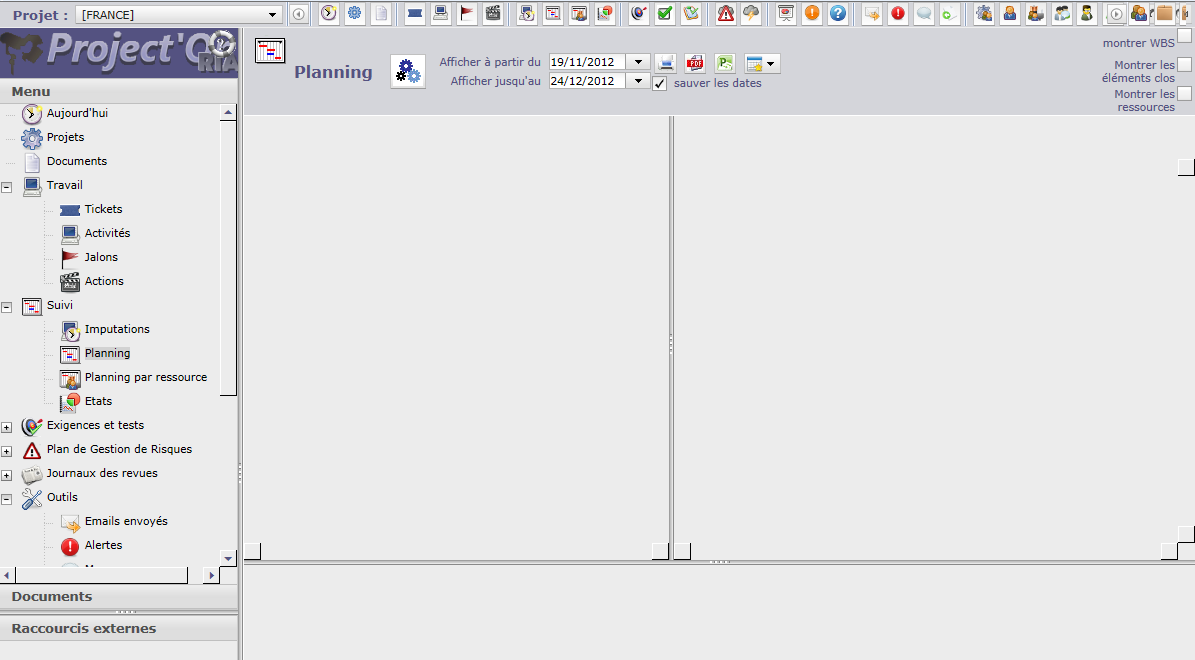 Projet : [FRANCE]
Project'Or
RIA
Menu
Aujourd'hui
Projets
Documents
Travail
Tickets
Activités
Jalons
Actions
Suivi
Imputations
Planning
Planning par ressource
Etats
Exigences et tests
Plan de Gestion de Risques
Journaux des revues
Outils
Emails envoyés
Alertes
Documents
Raccourcis externes
Planning
Afficher à partir du 19/11/2012
Afficher jusqu'au 24/12/2012
sauver les dates
montrer WBS
Montrer les
éléments clos
Montrer les
ressources